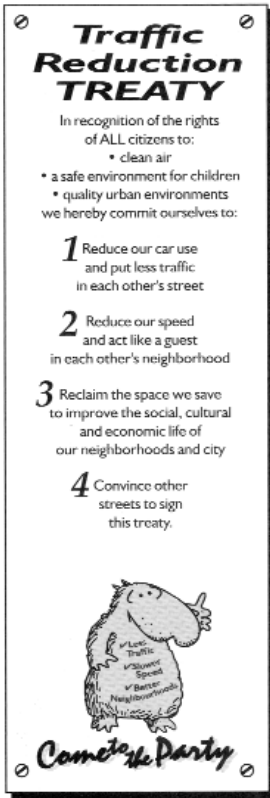 Traffic
Reduction
TREATY
In recognition of the rights
of ALL citizens to:
• clean air
• a safe environment for children
• quality urban environments
we hereby commit ourselves to:
1 Reduce our car use
and put less traffic
in each other's street
2 Reduce our speed
and act like a guest
in each other's neighborhood
3 Reclaim the space we save
to improve the social, cultural
and economic life of
our neighborhoods and city
4 Convince other
streets to sign
this treaty.
✓Less
Traffic
✓Slower
Speed
✓Better
Neighbourhoods
Come to the Party